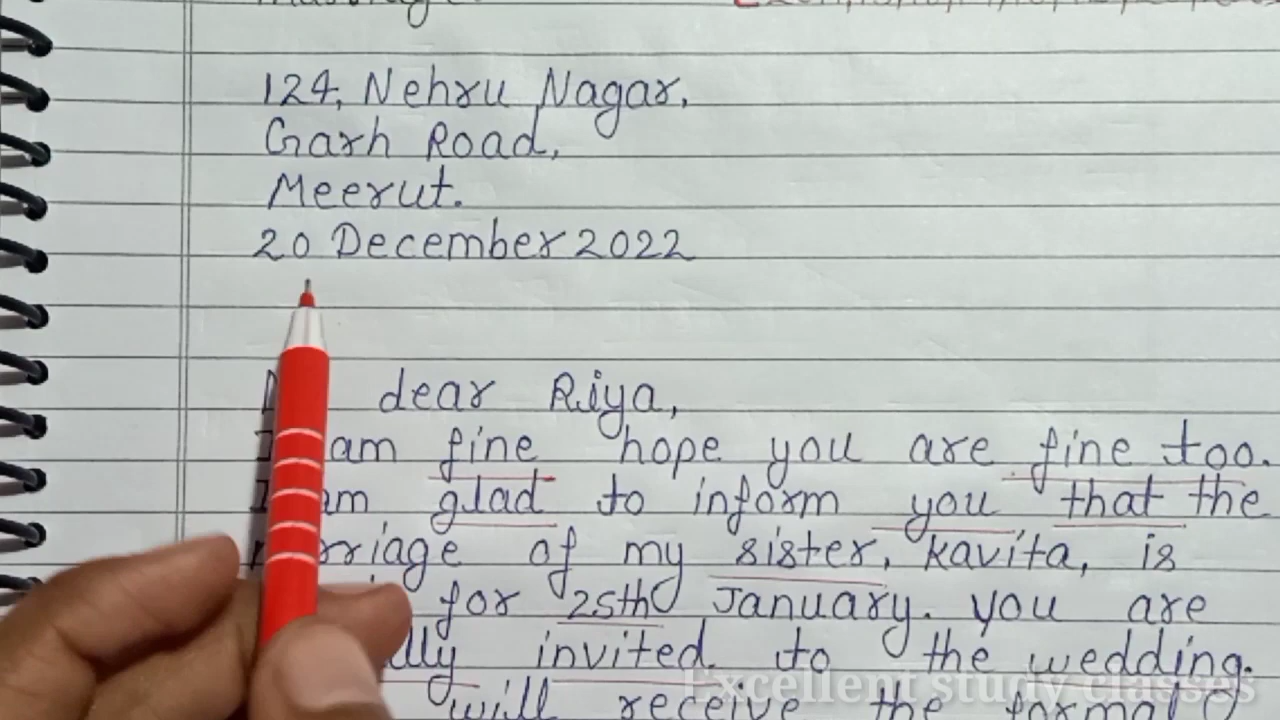 124, Nehru Nagar,
Garh Road,
Meerut.
20 December 2022
dear Riya,
am fine hope you are fine too.
am glad to inform you that the
marriage of my sister, Kavita, is
for 25th January. You are
invited to the wedding.
will receive the formal
Excellent study classes